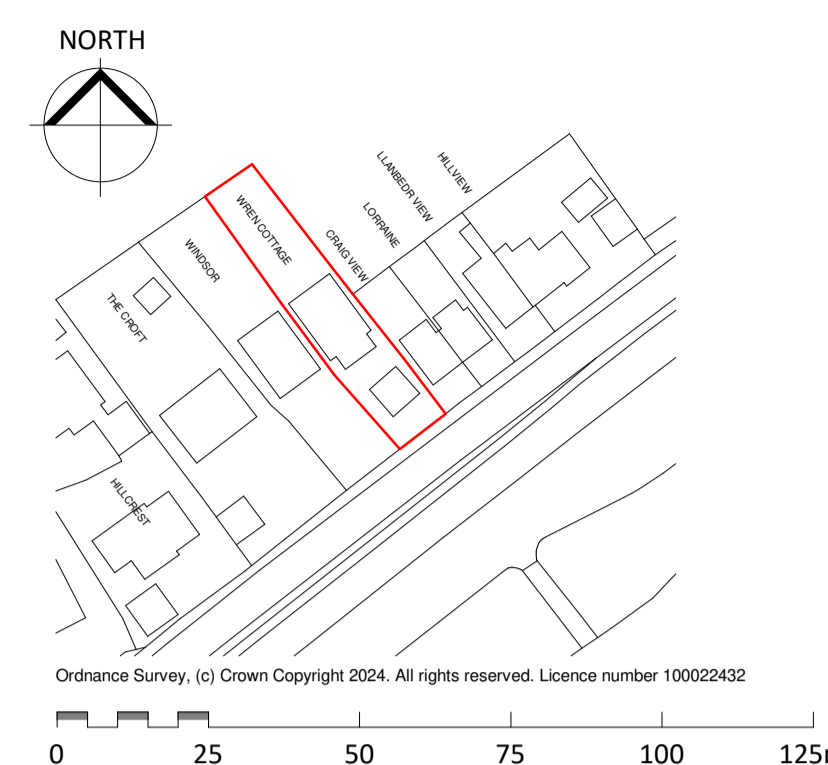 NORTH
LLANBEDR VIEW
HILLVIEW
WREN COTTAGE
LORRAINE
CRAIG VIEW
WINDSOR
THE CROFT
HILLCREST
Ordnance Survey, (c) Crown Copyright 2024. All rights reserved. Licence number 100022432
0 25 50 75 100 125